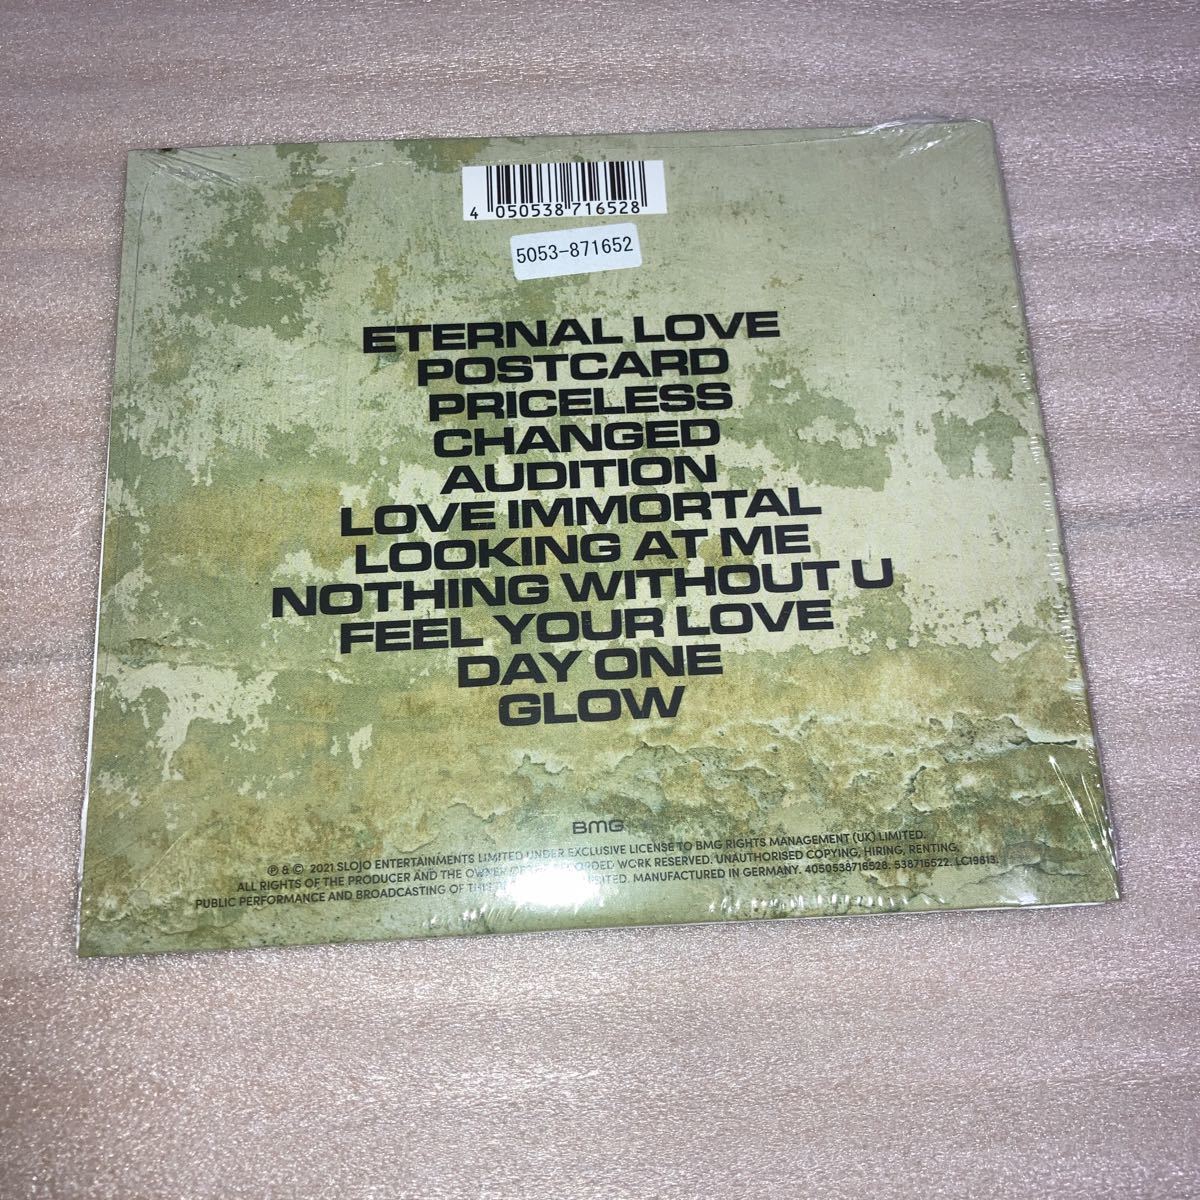 4 050538 716528
5053-871652
ETERNAL LOVE
POSTCARD
PRICELESS
CHANGED
AUDITION
LOVE IMMORTAL
LOOKING AT ME
NOTHING WITHOUT U
FEEL YOUR LOVE
DAY ONE
GLOW
BMG
℗ & © 2021 SLOJO ENTERTAINMENTS LIMITED UNDER EXCLUSIVE LICENSE TO BMG RIGHTS MANAGEMENT (UK) LIMITED.
ALL RIGHTS OF THE PRODUCER AND THE OWNER OF RECORDED WORK RESERVED. UNAUTHORISED COPYING, HIRING, RENTING,
PUBLIC PERFORMANCE AND BROADCASTING OF THIS MANUFACTURED IN GERMANY. 4050538716528. 538716522. LC19813.